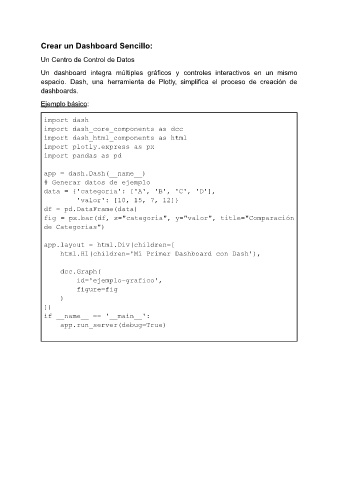 Crear un Dashboard Sencillo:
Un Centro de Control de Datos
Un dashboard integra múltiples gráficos y controles interactivos en un mismo
espacio. Dash, una herramienta de Plotly, simplifica el proceso de creación de
dashboards.
Ejemplo básico:
import dash
import dash_core_components as dcc
import dash_html_components as html
import plotly.express as px
import pandas as pd
app = dash.Dash(__name__)
# Generar datos de ejemplo
data = {'categoria': ['A', 'B', 'C', 'D'],
'valor': [10, 15, 7, 12]}
df = pd.DataFrame(data)
fig = px.bar(df, x="categoria", y="valor", title="Comparación
de Categorías")
app.layout = html.Div(children=[
html.H1(children='Mi Primer Dashboard con Dash'),
dcc.Graph(
id='ejemplo-grafico',
figure=fig
)
])
if __name__ == '__main__':
app.run_server(debug=True)